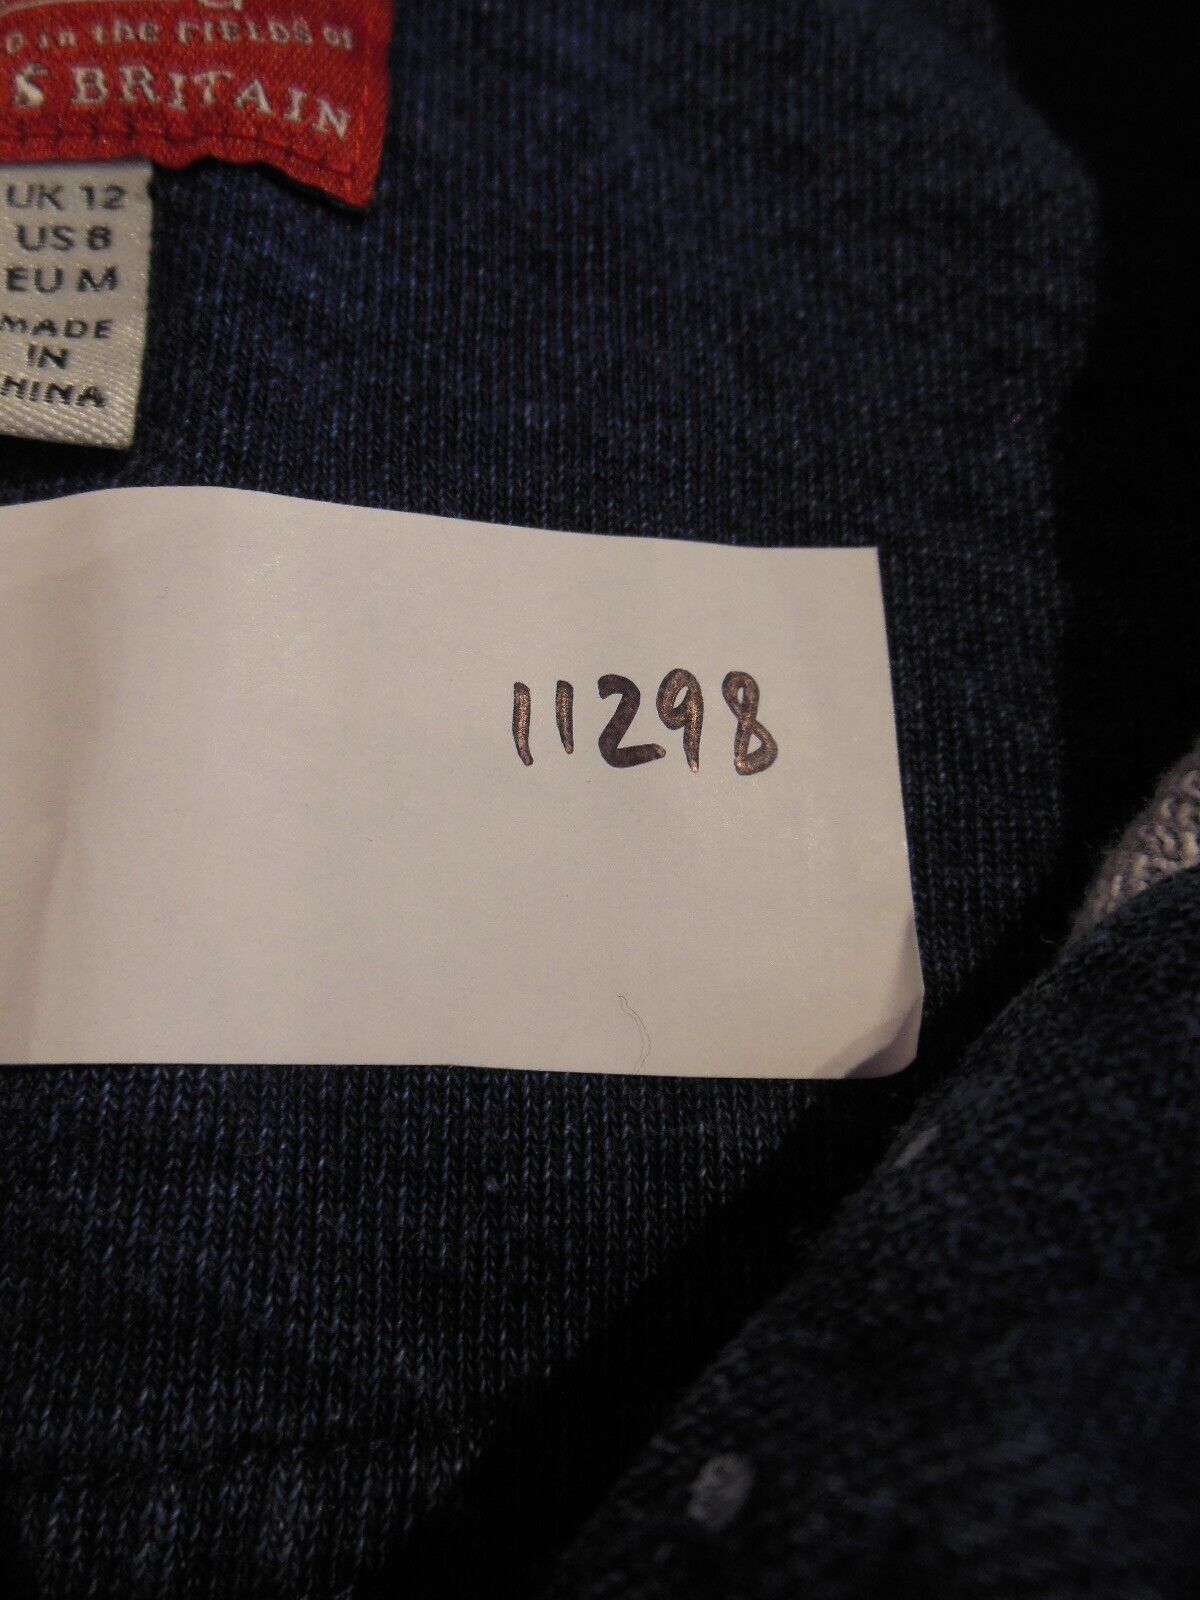 in the FIELDS of
S BRITAIN
UK 12
US 8
EU M
MADE
IN
HINA
11298